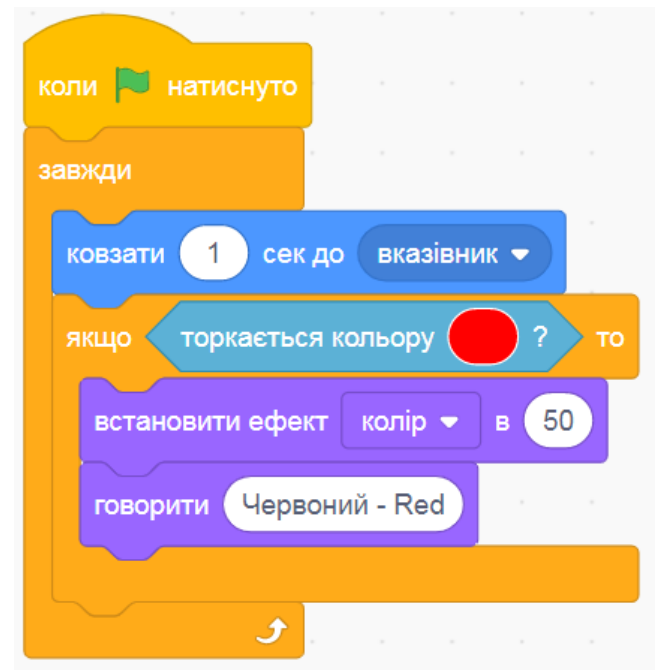 коли натиснуто
завжди
ковзати 1 сек до вказівник
якщо торкається кольору ? то
встановити ефект колір в 50
говорити Червоний - Red